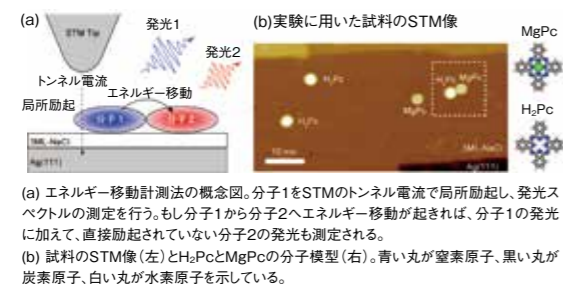 (a)
STM Tip
発光1
発光2
トンネル電流
局所励起
エネルギー移動
分子1
分子2
1ML-NaCl
Ag(111)
(b)実験に用いた試料のSTM像
H₂Pc
H₂Pc
MgPc
H₂Pc
MgPc
10 nm
1ML-NaCl
Ag(111)
MgPc
H₂Pc
(a) エネルギー移動計測法の概念図。分子1をSTMのトンネル電流で局所励起し、発光ス
ペクトルの測定を行う。もし分子1から分子2へエネルギー移動が起きれば、分子1の発光
に加えて、直接励起されていない分子2の発光も測定される。
(b) 試料のSTM像(左)とH₂PcとMgPcの分子模型(右)。青い丸が窒素原子、黒い丸が
炭素原子、白い丸が水素原子を示している。